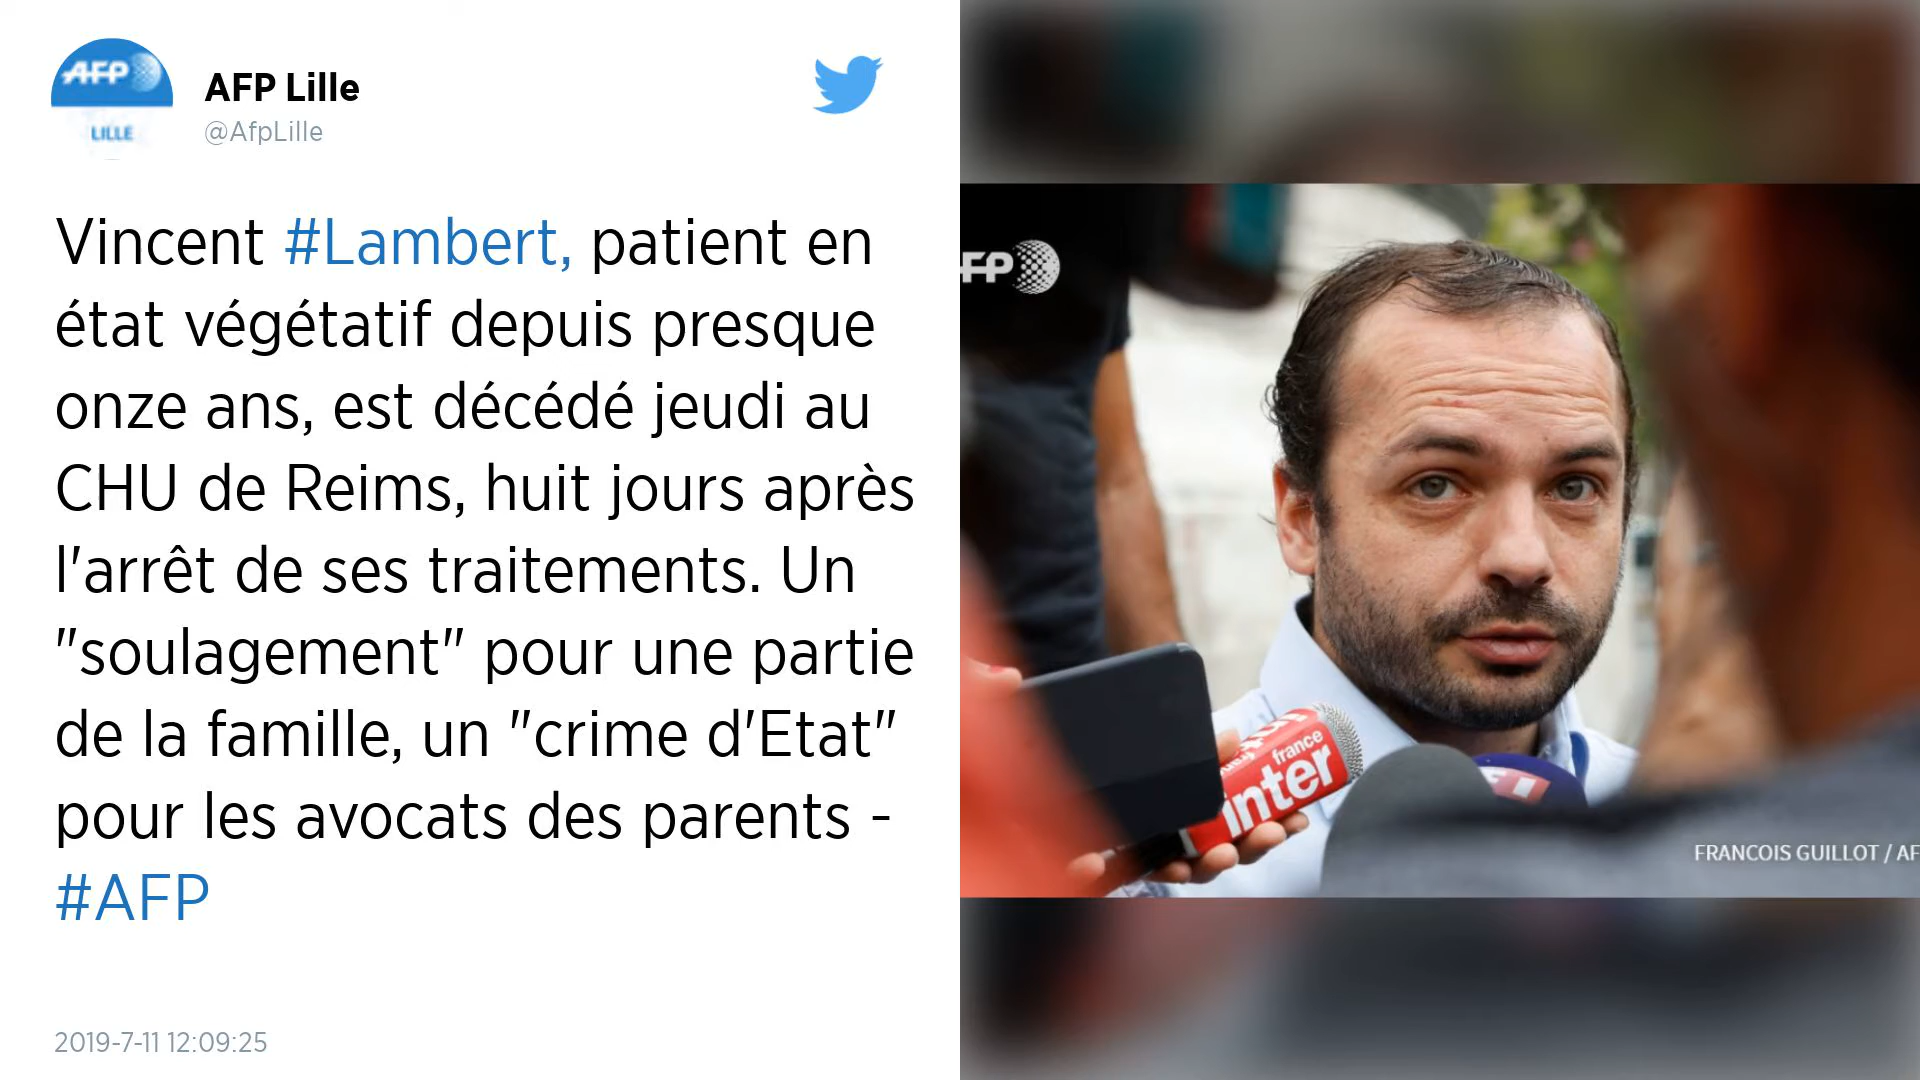 AFP
LILLE
AFP Lille
@AfpLille
Vincent #Lambert, patient en
état végétatif depuis presque
onze ans, est décédé jeudi au
CHU de Reims, huit jours après
l'arrêt de ses traitements. Un
"soulagement" pour une partie
de la famille, un "crime d'Etat"
pour les avocats des parents -
#AFP
2019-7-11 12:09:25
FP
france
inter
FRANCOIS GUILLOT / AF